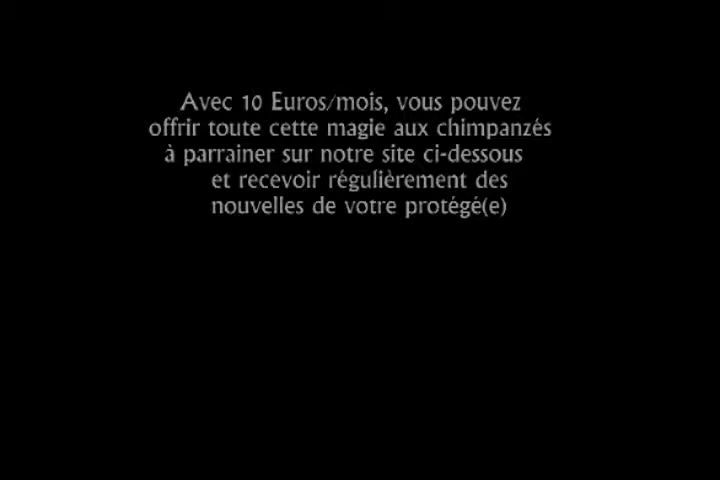 Avec 10 Euros/mois, vous pouvez
offrir toute cette magie aux chimpanzés
à parrainer sur notre site ci-dessous
et recevoir régulièrement des
nouvelles de votre protégé(e)